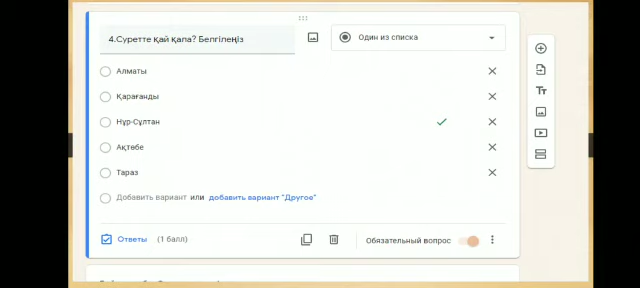 4.Суретте қай қала? Белгілеңіз
Один из списка
Алматы
Қарағанды
Нұр-Сұлтан
Ақтөбе
Тараз
Добавить вариант или добавить вариант "Другое"
Ответы (1 балл)
Обязательный вопрос
Тт